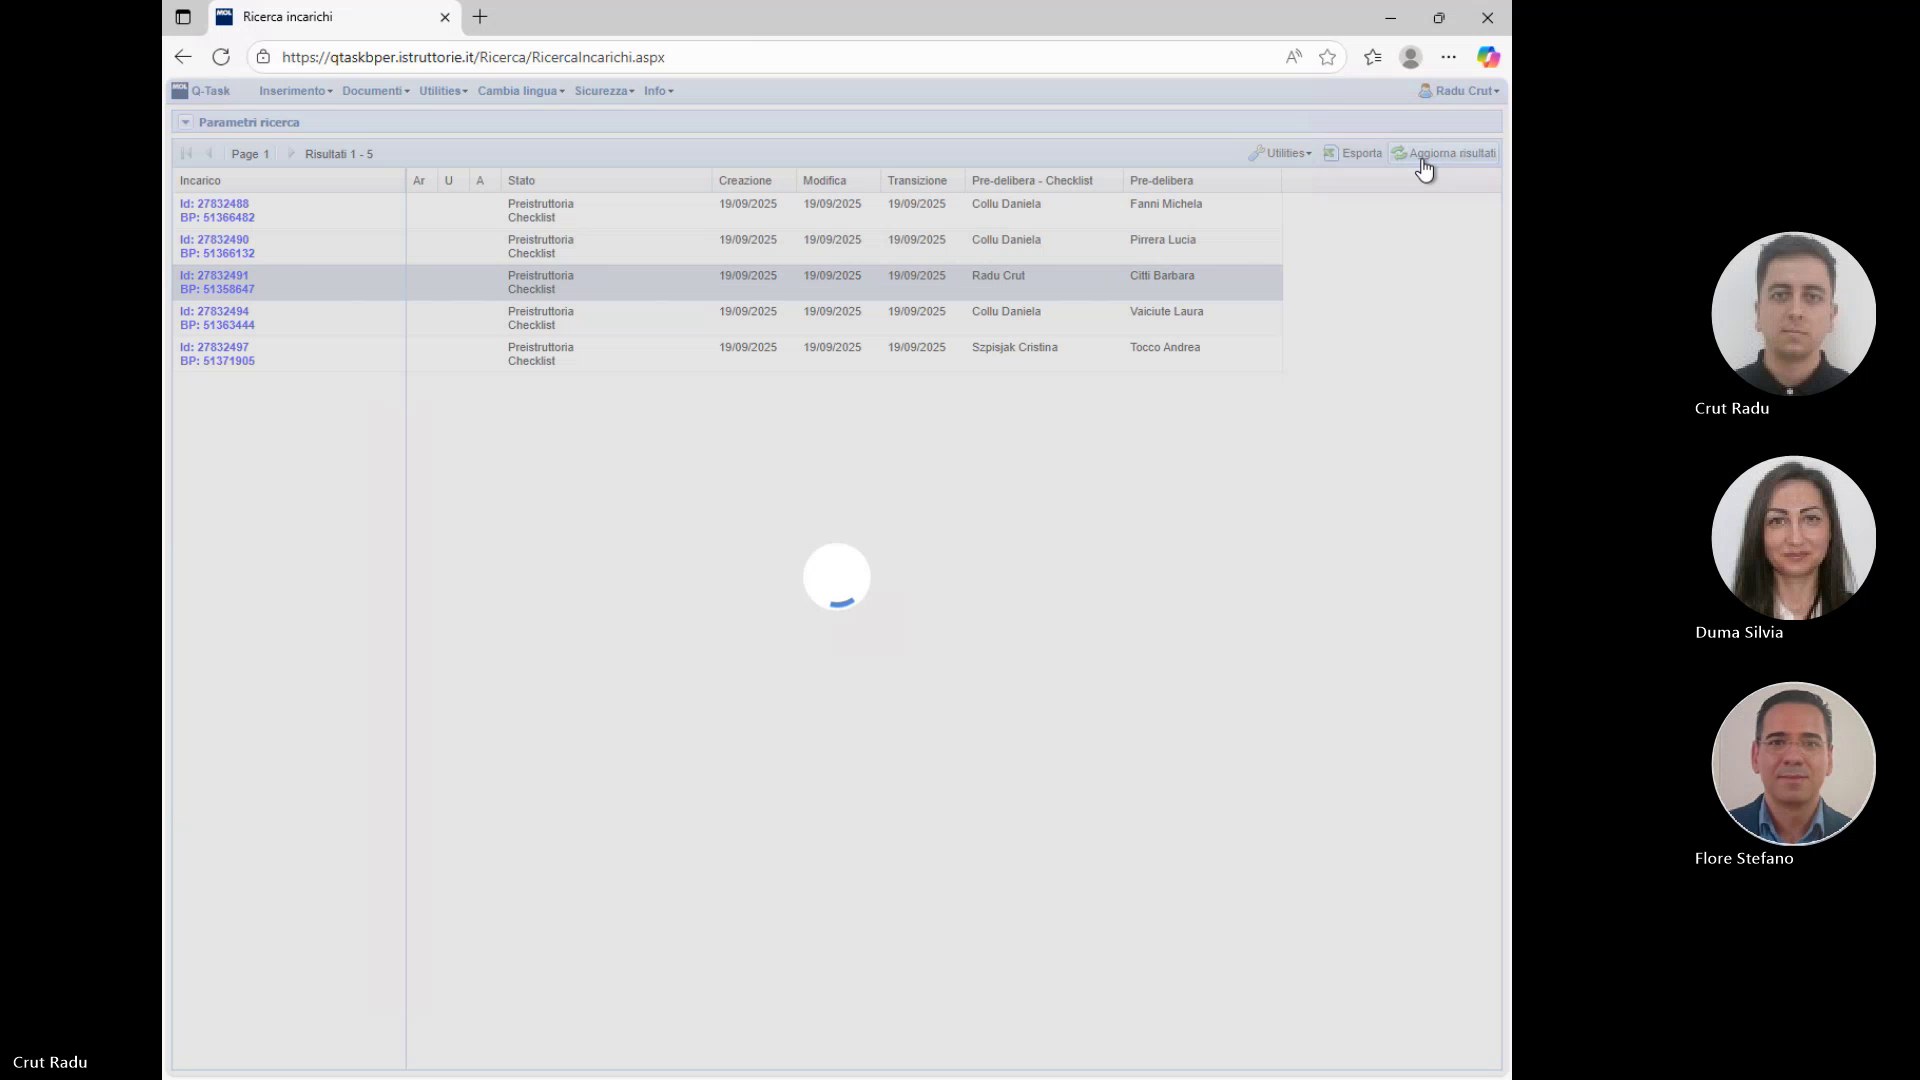 Ricerca incarichi
https://qtaskbper.istruttorie.it/Ricerca/RicercaIncarichi.aspx
MOL Q-Task Inserimento Documenti Utilities Cambia lingua Sicurezza Info Radu Crut
Parametri ricerca
Page 1 Risultati 1 - 5 Utilities Esporta Aggiorna risultati
Incarico Ar U A Stato Creazione Modifica Transizione Pre-delibera - Checklist Pre-delibera
Id: 27832488 Preistruttoria 19/09/2025 19/09/2025 19/09/2025 Collu Daniela Fanni Michela
BP: 51366482 Checklist
Id: 27832490 Preistruttoria 19/09/2025 19/09/2025 19/09/2025 Collu Daniela Pirrera Lucia
BP: 51366132 Checklist
Id: 27832491 Preistruttoria 19/09/2025 19/09/2025 19/09/2025 Radu Crut Citti Barbara
BP: 51358647 Checklist
Id: 27832494 Preistruttoria 19/09/2025 19/09/2025 19/09/2025 Collu Daniela Vaiciute Laura
BP: 51363444 Checklist
Id: 27832497 Preistruttoria 19/09/2025 19/09/2025 19/09/2025 Szpisjak Cristina Tocco Andrea
BP: 51371905 Checklist
Crut Radu
Duma Silvia
Flore Stefano
Crut Radu